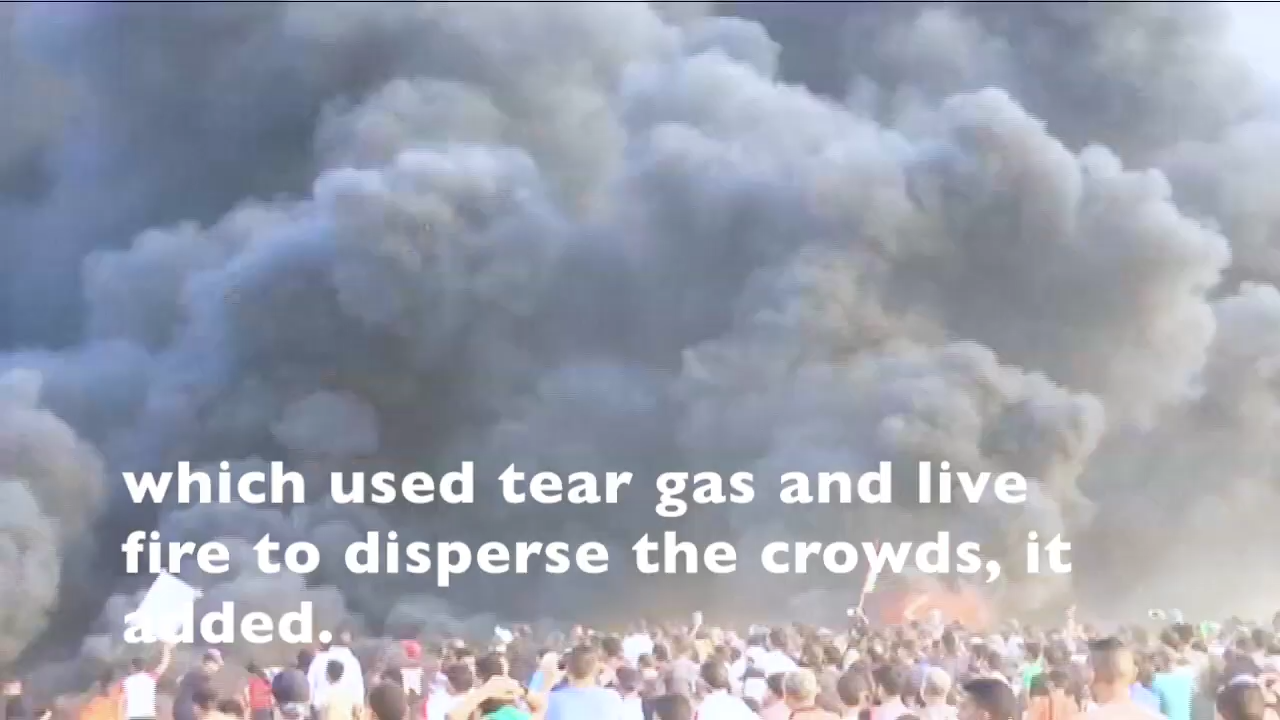 which used tear gas and live
fire to disperse the crowds, it
added.